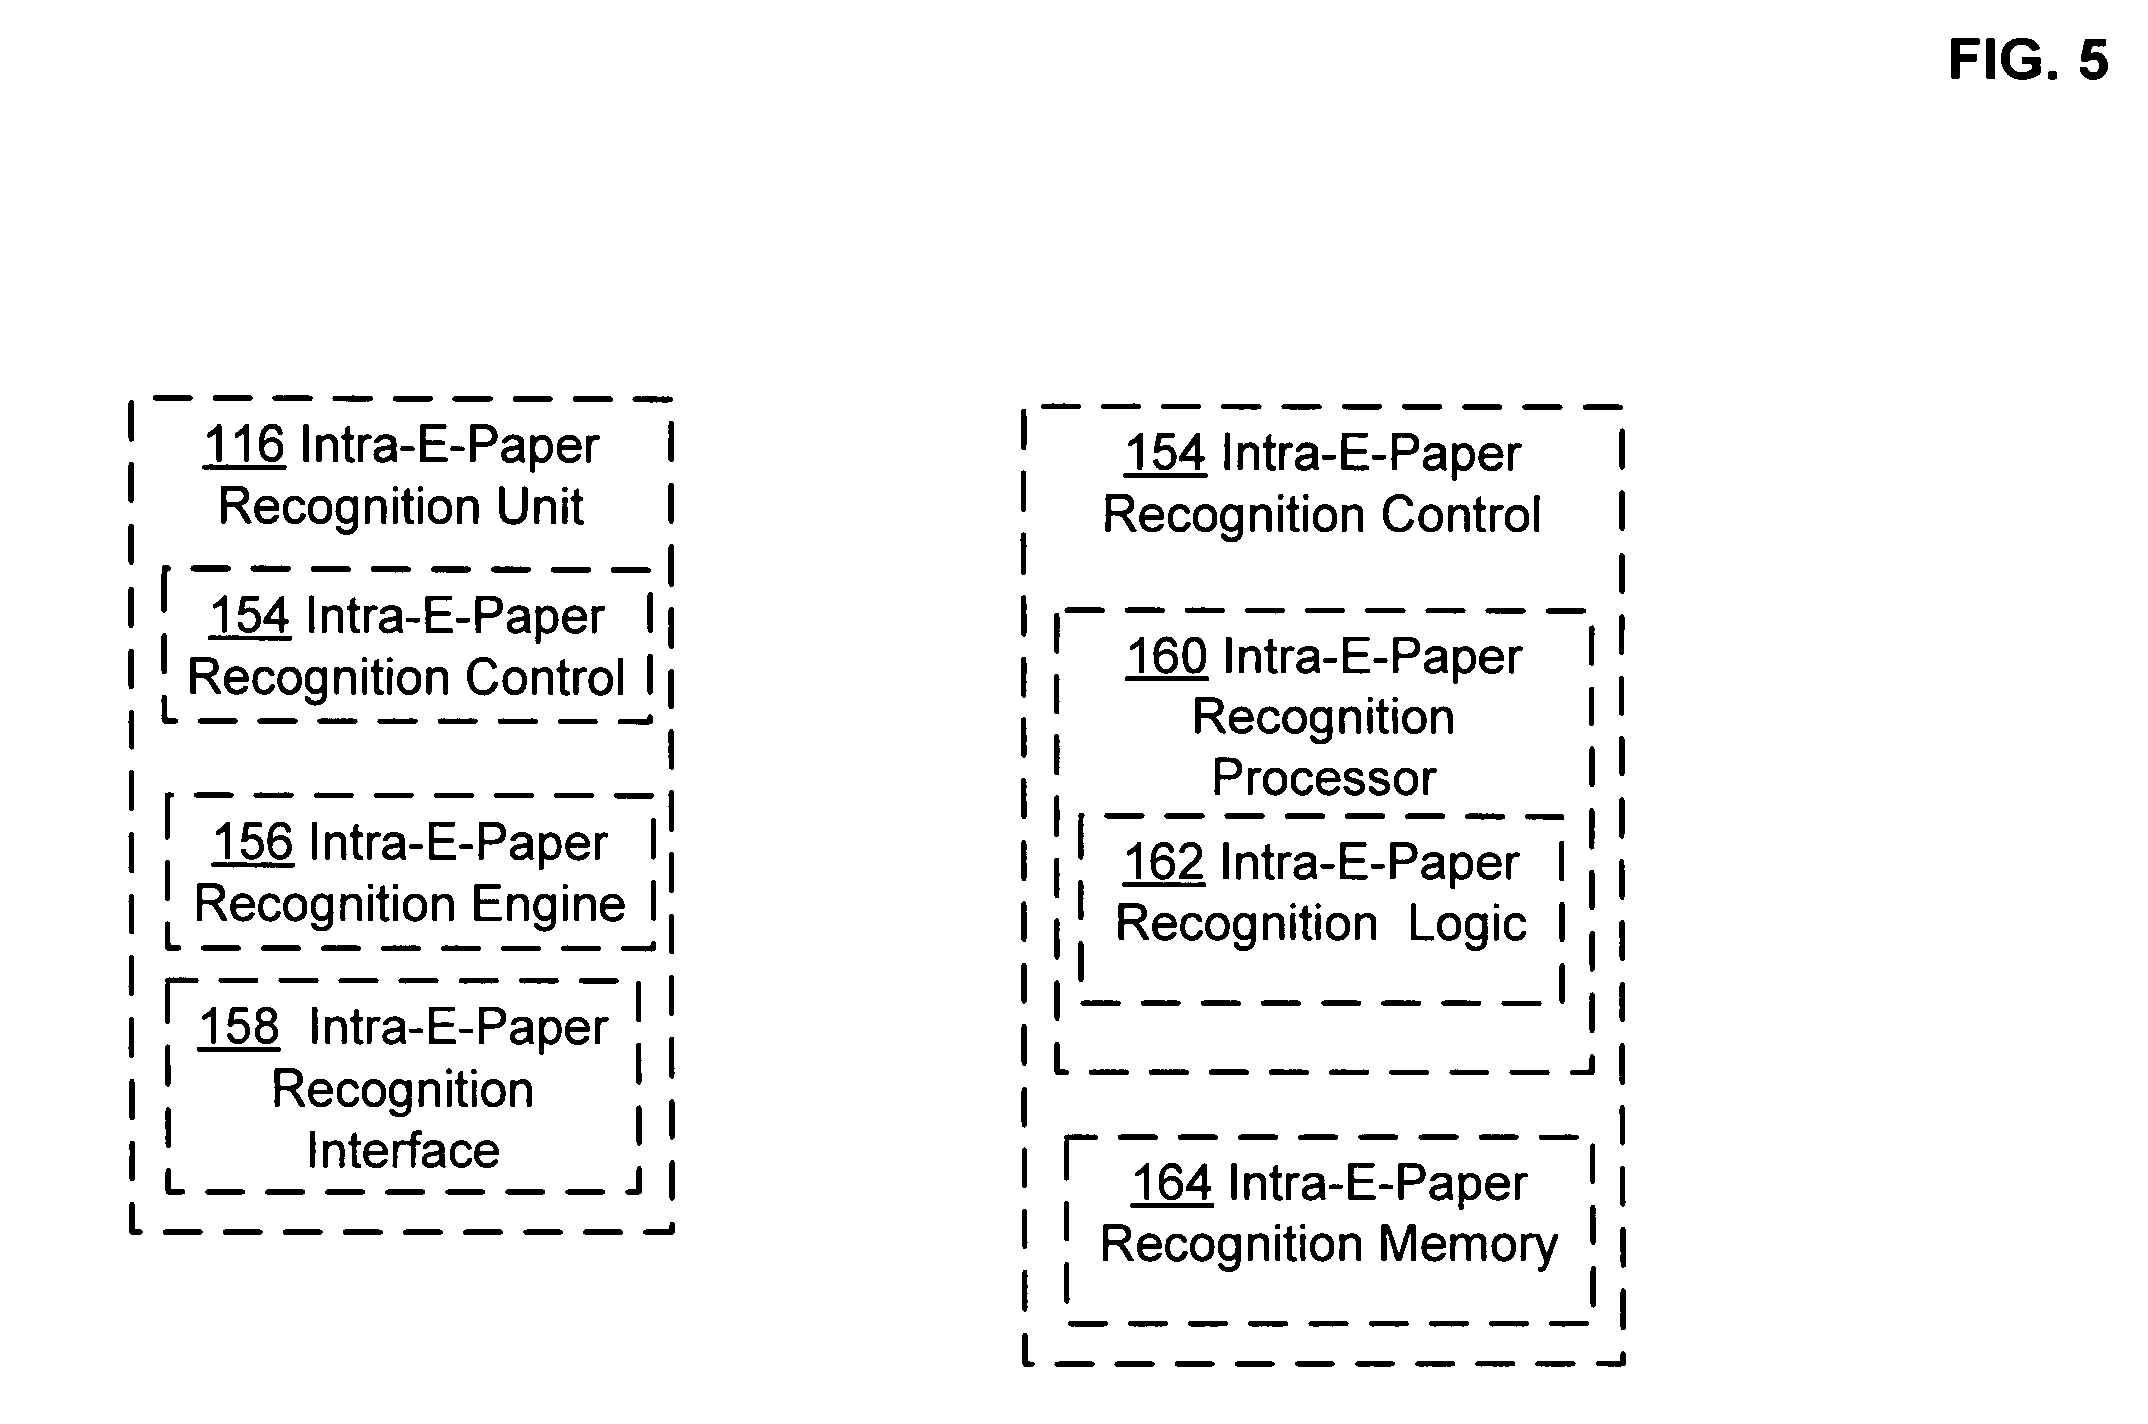 FIG. 5
116 Intra-E-Paper
Recognition Unit
154 Intra-E-Paper
Recognition Control
156 Intra-E-Paper
Recognition Engine
158 Intra-E-Paper
Recognition
Interface
154 Intra-E-Paper
Recognition Control
160 Intra-E-Paper
Recognition
Processor
162 Intra-E-Paper
Recognition Logic
164 Intra-E-Paper
Recognition Memory